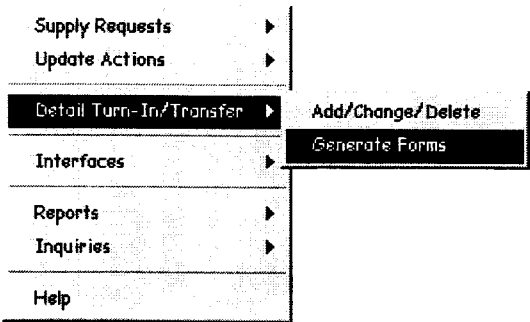 Supply Requests
Update Actions
Detail Turn-In/Transfer
Add/Change/Delete
Generate Forms
Interfaces
Reports
Inquiries
Help